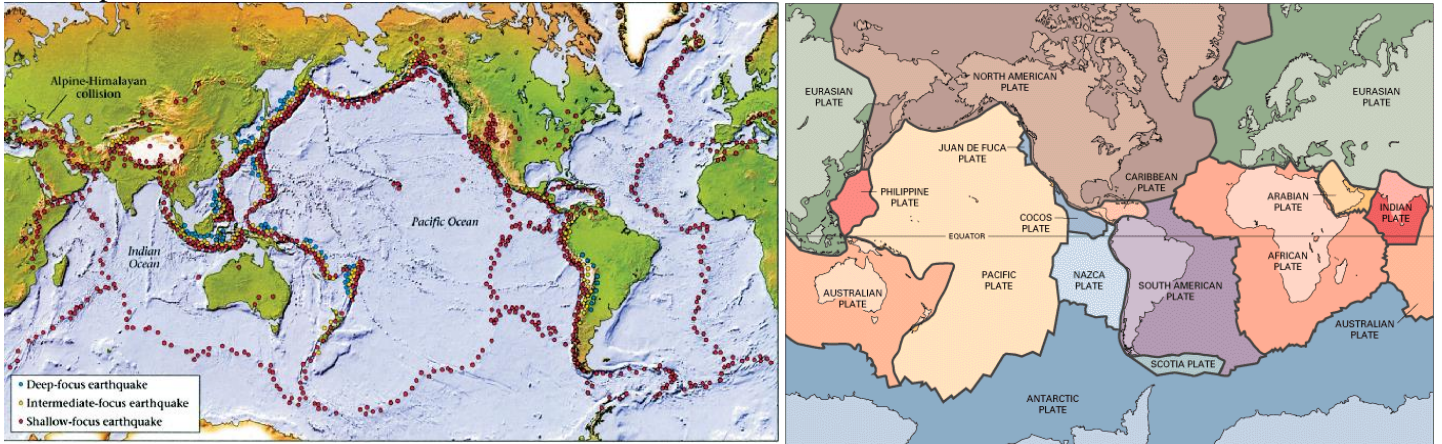 Alpine-Himalayan
collision
Pacific Ocean
Indian
Ocean
Deep-focus earthquake
Intermediate-focus earthquake
Shallow-focus earthquake
EURASIAN
PLATE
NORTH AMERICAN
PLATE
EURASIAN
PLATE
JUAN DE FUCA
PLATE
CARIBBEAN
PLATE
PHILIPPINE
PLATE
ARABIAN
PLATE
INDIAN
PLATE
COCOS
PLATE
EQUATOR
AFRICAN
PLATE
PACIFIC
PLATE
NAZCA
PLATE
SOUTH AMERICAN
PLATE
AUSTRALIAN
PLATE
AUSTRALIAN
PLATE
SCOTIA PLATE
ANTARCTIC
PLATE